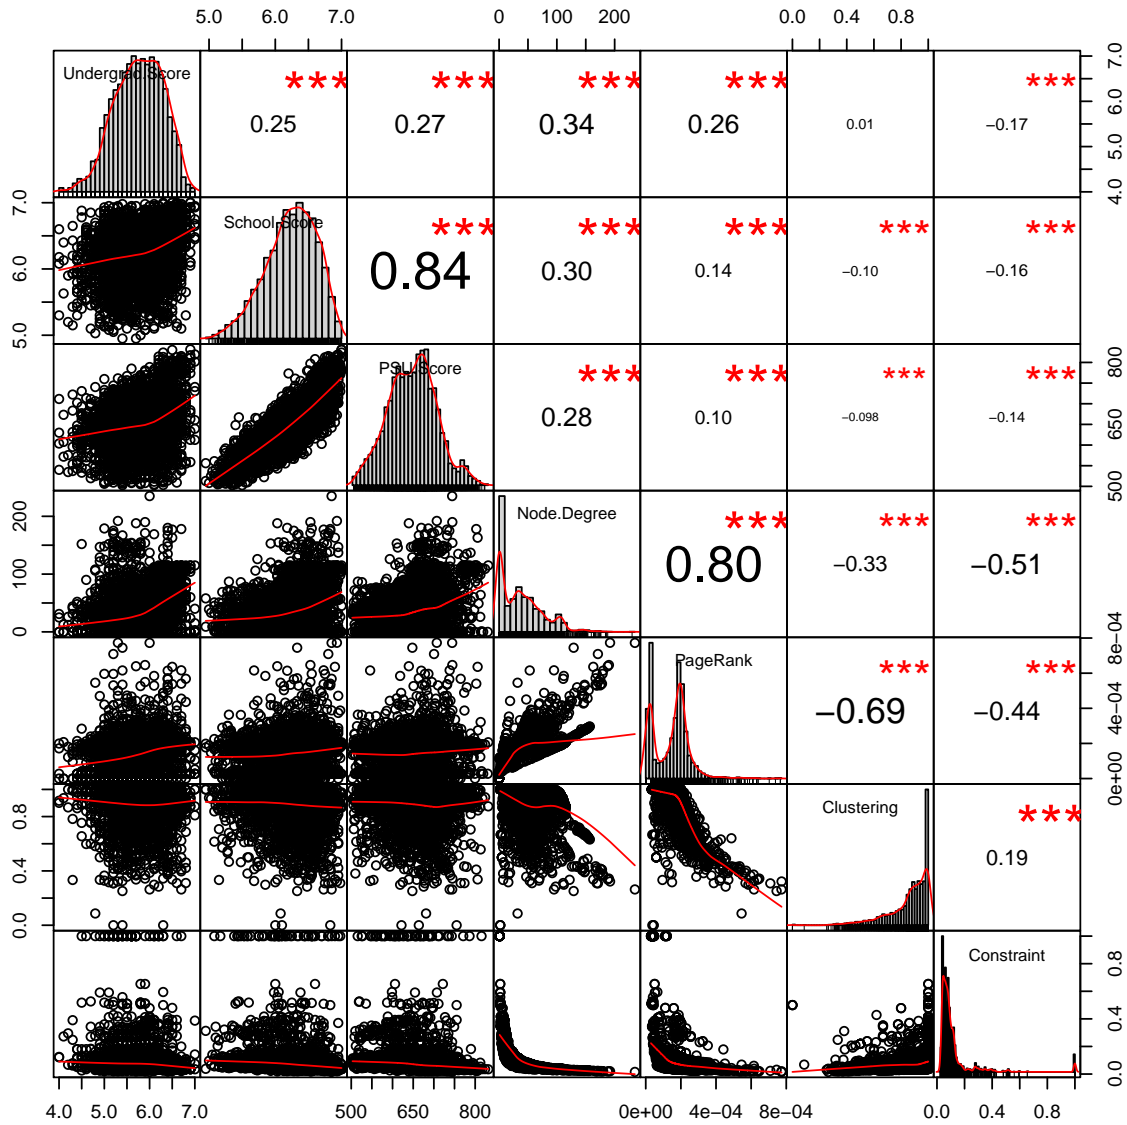 5.0 6.0 7.0 0 100 200 0.0 0.4 0.8
Undergrad.Score *** 0.25 *** 0.27 *** 0.34 *** 0.26 0.01 *** −0.17 4.0 5.0 6.0 7.0
5.0 6.0 7.0 School.Score *** 0.84 *** 0.30 *** 0.14 *** −0.10 *** −0.16
PSU.Score *** 0.28 *** 0.10 *** −0.098 *** −0.14 500 650 800
0 100 200 Node.Degree *** 0.80 *** −0.33 *** −0.51
PageRank *** −0.69 *** −0.44 0e+00 4e−04 8e−04
0.0 0.4 0.8 Clustering *** 0.19
Constraint 0.0 0.4 0.8
4.0 5.0 6.0 7.0 500 650 800 0e+00 4e−04 8e−04 0.0 0.4 0.8